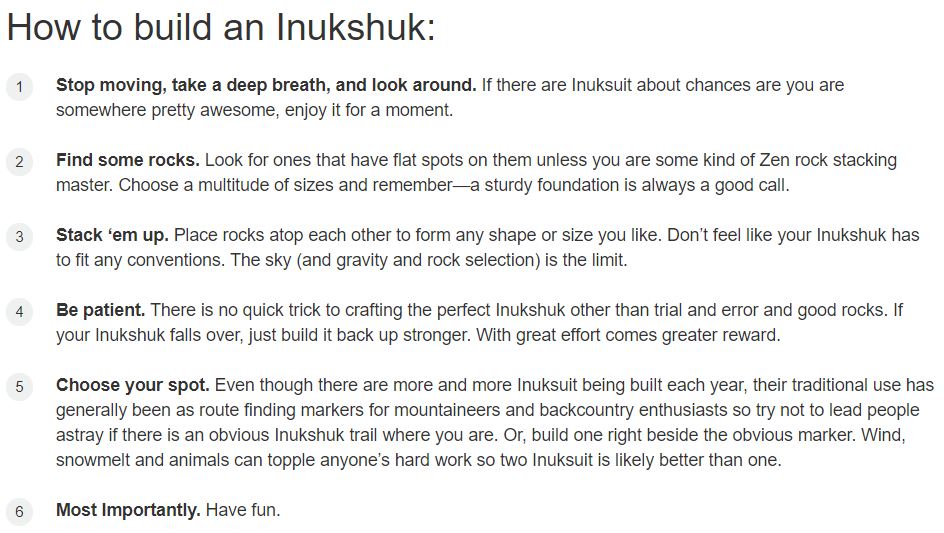 How to build an Inukshuk:
1 Stop moving, take a deep breath, and look around. If there are Inuksuit about chances are you are
somewhere pretty awesome, enjoy it for a moment.
2 Find some rocks. Look for ones that have flat spots on them unless you are some kind of Zen rock stacking
master. Choose a multitude of sizes and remember—a sturdy foundation is always a good call.
3 Stack ‘em up. Place rocks atop each other to form any shape or size you like. Don’t feel like your Inukshuk has
to fit any conventions. The sky (and gravity and rock selection) is the limit.
4 Be patient. There is no quick trick to crafting the perfect Inukshuk other than trial and error and good rocks. If
your Inukshuk falls over, just build it back up stronger. With great effort comes greater reward.
5 Choose your spot. Even though there are more and more Inuksuit being built each year, their traditional use has
generally been as route finding markers for mountaineers and backcountry enthusiasts so try not to lead people
astray if there is an obvious Inukshuk trail where you are. Or, build one right beside the obvious marker. Wind,
snowmelt and animals can topple anyone’s hard work so two Inuksuit is likely better than one.
6 Most Importantly. Have fun.